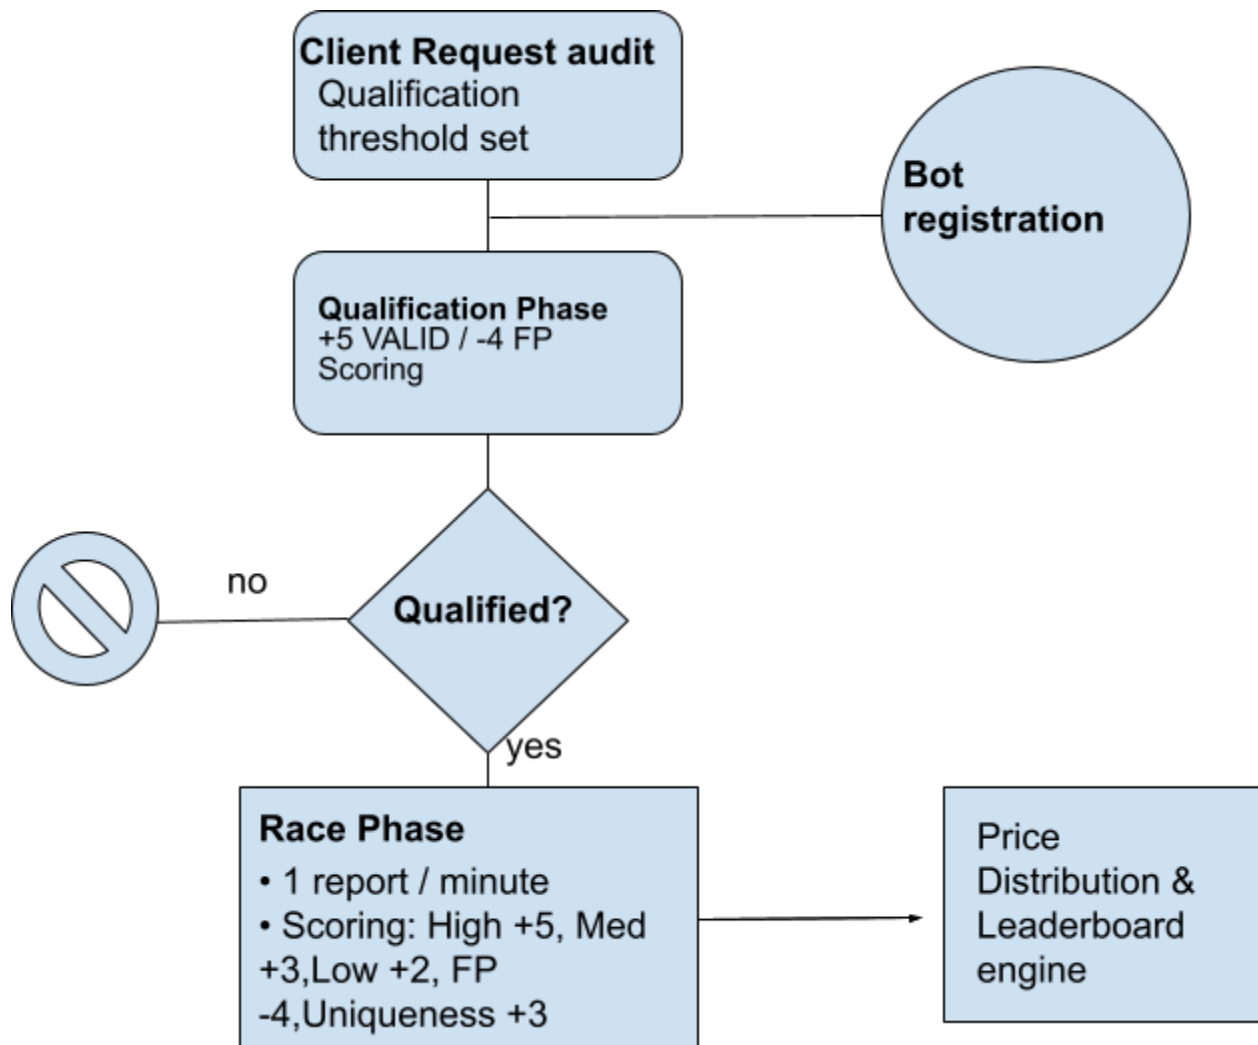 Client Request audit
Qualification
threshold set
Bot
registration
Qualification Phase
+5 VALID / -4 FP
Scoring
no
Qualified?
yes
Race Phase
• 1 report / minute
• Scoring: High +5, Med
+3,Low +2, FP
-4,Uniqueness +3
Price
Distribution &
Leaderboard
engine